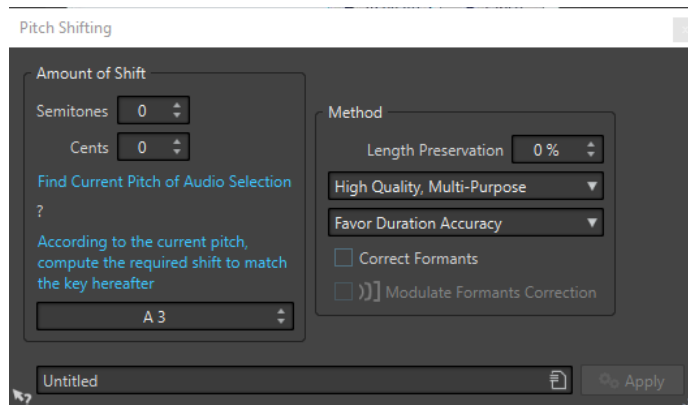 Pitch Shifting
Amount of Shift
Semitones 0
Cents 0
Find Current Pitch of Audio Selection
?
According to the current pitch,
compute the required shift to match
the key hereafter
A 3
Method
Length Preservation 0 %
High Quality, Multi-Purpose
Favor Duration Accuracy
Correct Formants
Modulate Formants Correction
Untitled
Apply